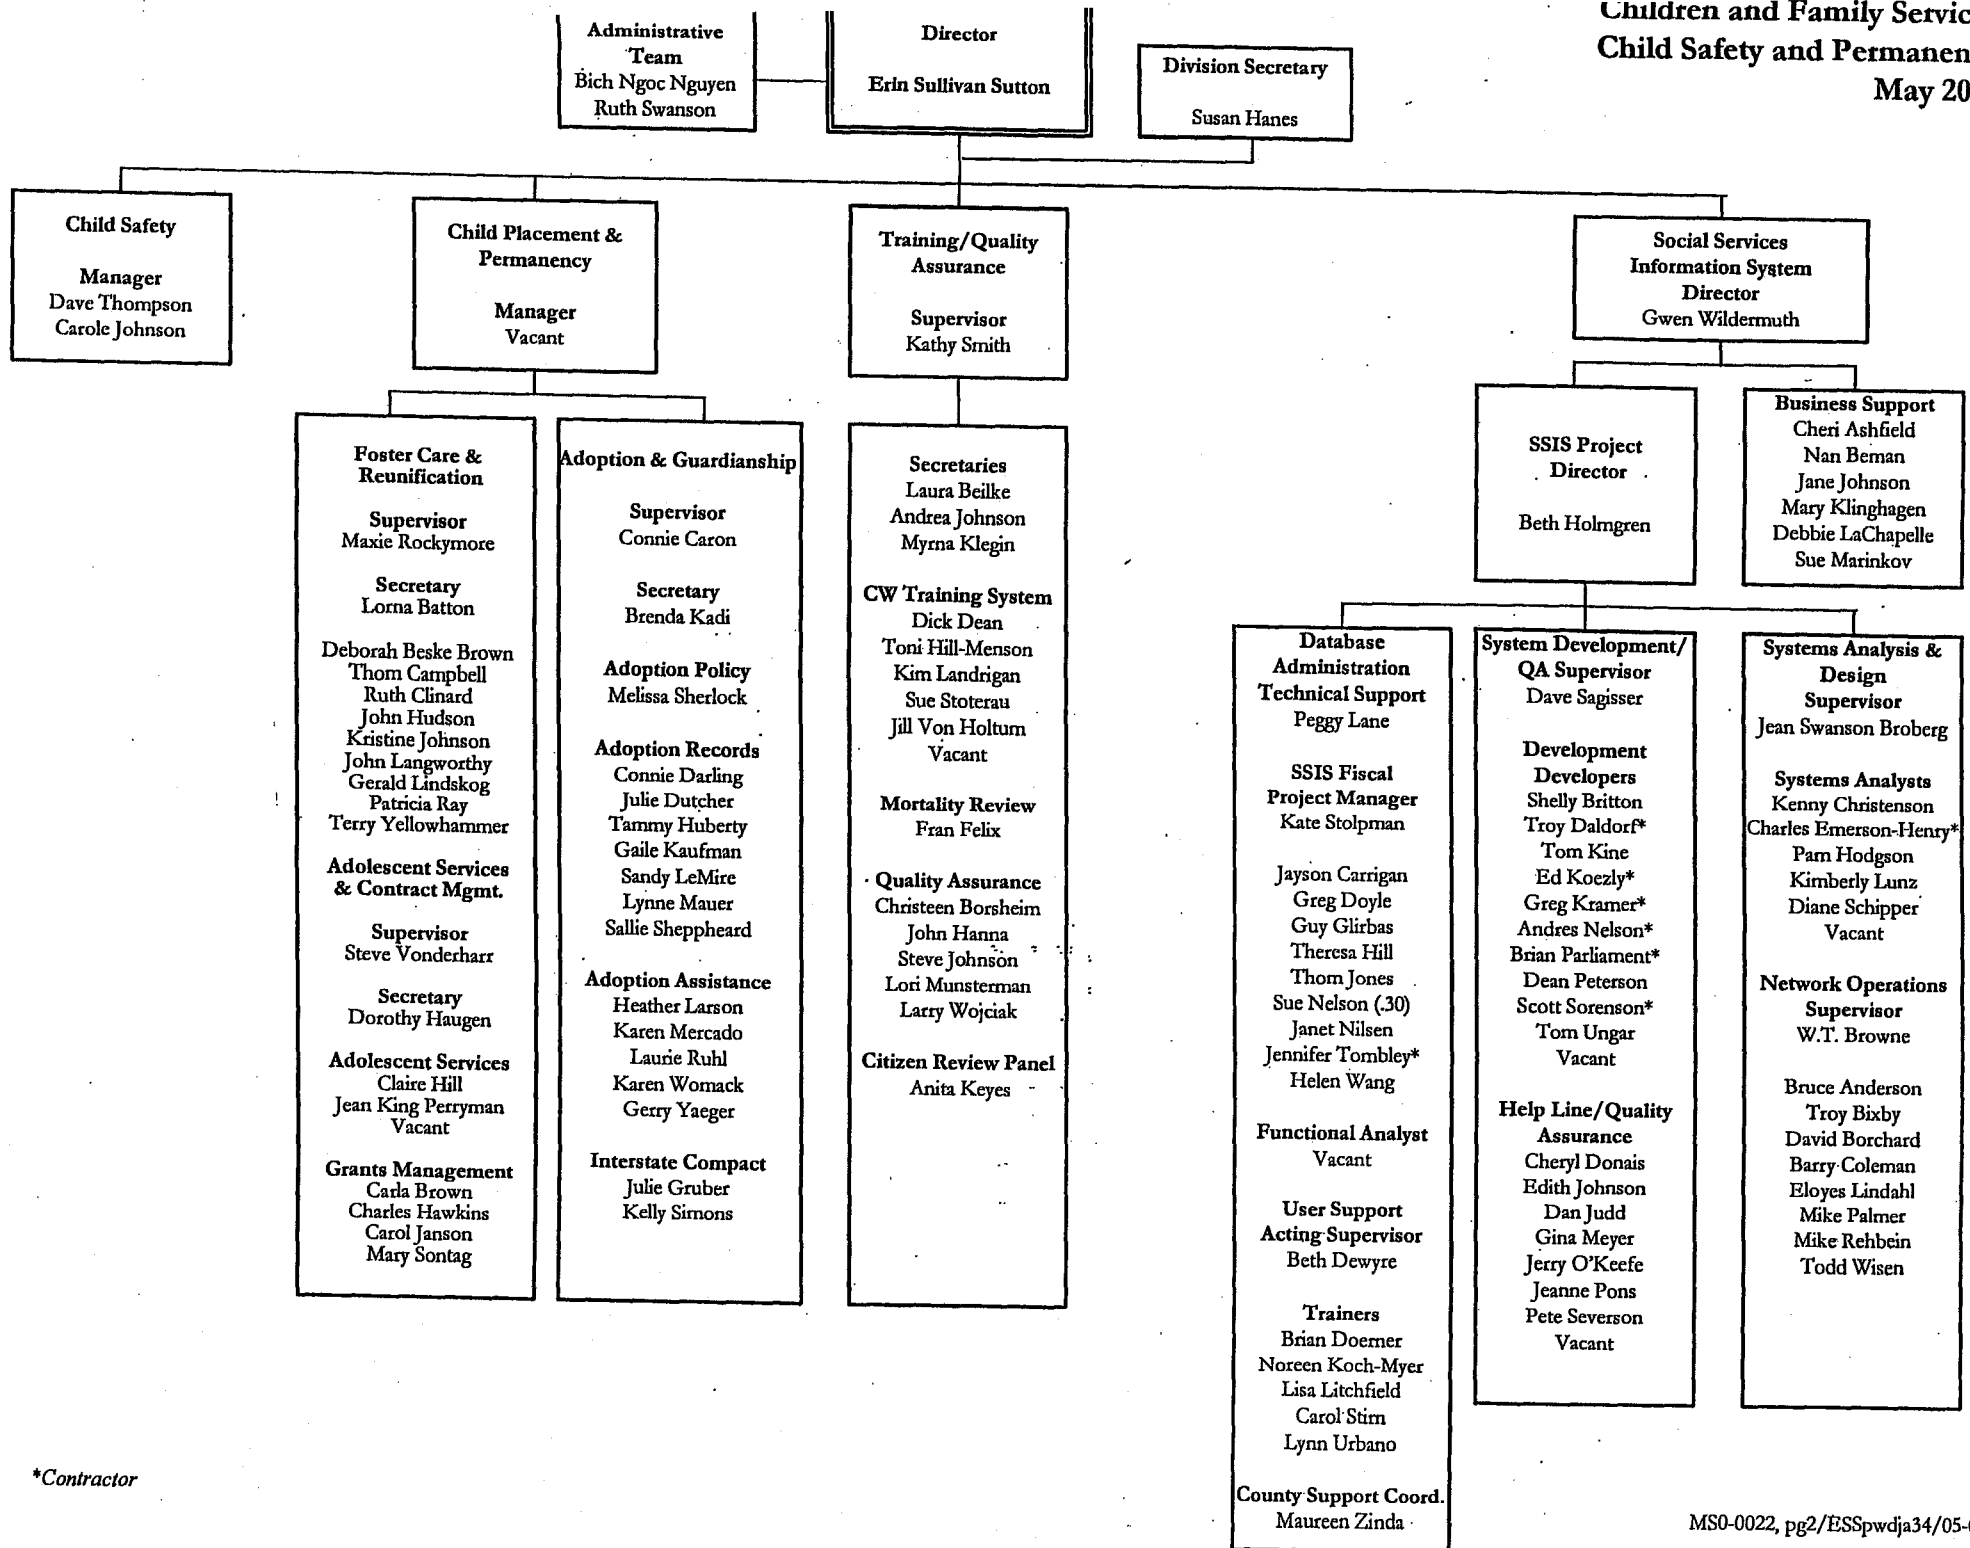 Children and Family Servic
Child Safety and Permanen
May 20
Administrative
Team
Bich Ngoc Nguyen
Ruth Swanson
Director
Erin Sullivan Sutton
Division Secretary
Susan Hanes
Child Safety
Manager
Dave Thompson
Carole Johnson
Child Placement &
Permanency
Manager
Vacant
Training/Quality
Assurance
Supervisor
Kathy Smith
Social Services
Information System
Director
Gwen Wildermuth
Foster Care &
Reunification
Supervisor
Maxie Rockymore
Secretary
Lorna Batton
Deborah Beske Brown
Thom Campbell
Ruth Clinard
John Hudson
Kristine Johnson
John Langworthy
Gerald Lindskog
Patricia Ray
Terry Yellowhammer
Adolescent Services
& Contract Mgmt.
Supervisor
Steve Vonderharr
Secretary
Dorothy Haugen
Adolescent Services
Claire Hill
Jean King Perryman
Vacant
Grants Management
Carla Brown
Charles Hawkins
Carol Janson
Mary Sontag
Adoption & Guardianship
Supervisor
Connie Caron
Secretary
Brenda Kadi
Adoption Policy
Melissa Sherlock
Adoption Records
Connie Darling
Julie Dutcher
Tammy Huberty
Gaile Kaufman
Sandy LeMire
Lynne Mauer
Sallie Sheppheard
Adoption Assistance
Heather Larson
Karen Mercado
Laurie Ruhl
Karen Womack
Gerry Yaeger
Interstate Compact
Julie Gruber
Kelly Simons
Secretaries
Laura Beilke
Andrea Johnson
Myrna Klegin
CW Training System
Dick Dean
Toni Hill-Menson
Kim Landrigan
Sue Stoterau
Jill Von Holtum
Vacant
Mortality Review
Fran Felix
Quality Assurance
Christeen Borsheim
John Hanna
Steve Johnson
Lori Munsterman
Larry Wojciak
Citizen Review Panel
Anita Keyes
SSIS Project
Director
Beth Holmgren
Business Support
Cheri Ashfield
Nan Beman
Jane Johnson
Mary Klinghagen
Debbie LaChapelle
Sue Marinkov
Database
Administration
Technical Support
Peggy Lane
SSIS Fiscal
Project Manager
Kate Stolpman
Jayson Carrigan
Greg Doyle
Guy Glirbas
Theresa Hill
Thom Jones
Sue Nelson (.30)
Janet Nilsen
Jennifer Tombley*
Helen Wang
Functional Analyst
Vacant
User Support
Acting Supervisor
Beth Dewyre
Trainers
Brian Doerner
Noreen Koch-Myer
Lisa Litchfield
Carol Stirn
Lynn Urbano
County Support Coord.
Maureen Zinda
System Development/
QA Supervisor
Dave Sagisser
Development
Developers
Shelly Britton
Troy Daldorf*
Tom Kine
Ed Koezly*
Greg Kramer*
Andres Nelson*
Brian Parliament*
Dean Peterson
Scott Sorenson*
Tom Ungar
Vacant
Help Line/Quality
Assurance
Cheryl Donais
Edith Johnson
Dan Judd
Gina Meyer
Jerry O'Keefe
Jeanne Pons
Pete Severson
Vacant
Systems Analysis &
Design
Supervisor
Jean Swanson Broberg
Systems Analysts
Kenny Christenson
Charles Emerson-Henry*
Pam Hodgson
Kimberly Lunz
Diane Schipper
Vacant
Network Operations
Supervisor
W.T. Browne
Bruce Anderson
Troy Bixby
David Borchard
Barry Coleman
Eloyes Lindahl
Mike Palmer
Mike Rehbein
Todd Wisen
*Contractor
MS0-0022, pg2/ESSpwdja34/05-